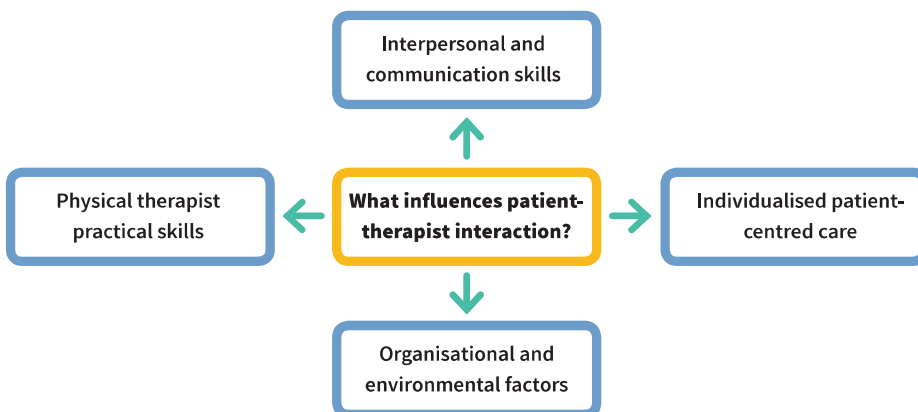 Interpersonal and
communication skills
Physical therapist
practical skills
What influences patient-
therapist interaction?
Individualised patient-
centred care
Organisational and
environmental factors